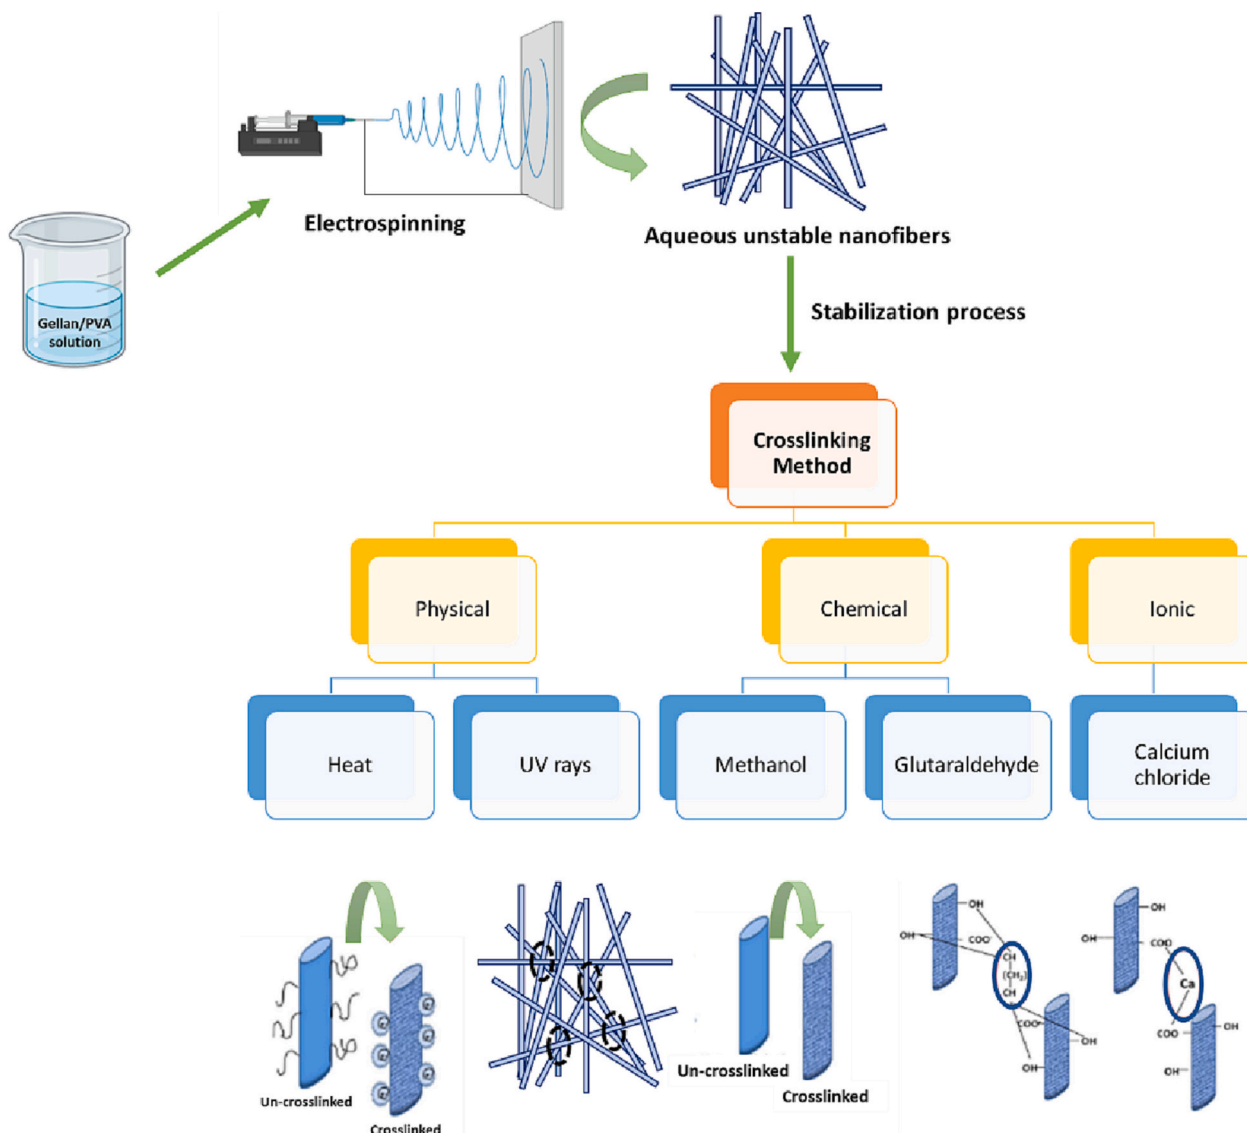 Electrospinning
Aqueous unstable nanofibers
Gellan/PVA
solution
Stabilization process
Crosslinking
Method
Physical
Chemical
Ionic
Heat
UV rays
Methanol
Glutaraldehyde
Calcium
chloride
Un-crosslinked
Crosslinked
Un-crosslinked
Crosslinked
OH
OH
COO-
CH
(CH₂)
CH
COO-
OH
OH
OH
OH
COO
Ca
COO
OH
OH